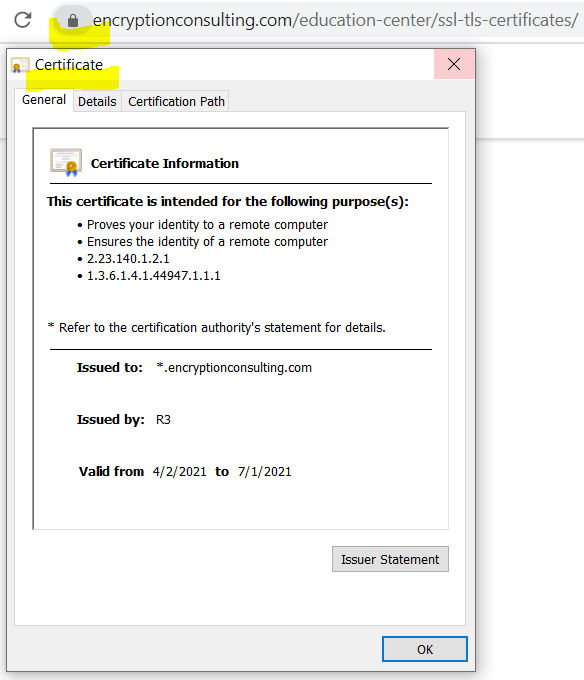 encryptionconsulting.com/education-center/ssl-tls-certificates/
Certificate
General Details Certification Path
Certificate Information
This certificate is intended for the following purpose(s):
• Proves your identity to a remote computer
• Ensures the identity of a remote computer
• 2.23.140.1.2.1
• 1.3.6.1.4.1.44947.1.1.1
* Refer to the certification authority's statement for details.
Issued to: *.encryptionconsulting.com
Issued by: R3
Valid from 4/2/2021 to 7/1/2021
Issuer Statement
OK